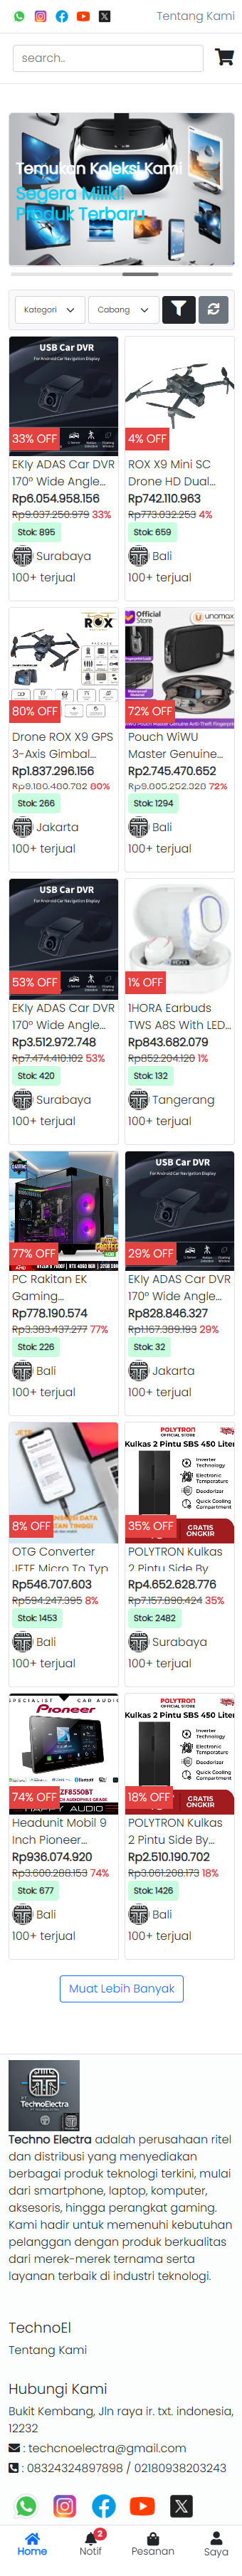 Tentang Kami
search..
Temukan Koleksi Kami
Segera Miliki!
Produk Terbaru
Kategori
Cabang
USB Car DVR
For Android Car Navigation Display
33% OFF
EKly ADAS Car DVR
170° Wide Angle...
Rp6.054.958.156
Rp9.037.250.979 33%
Stok: 895
Surabaya
100+ terjual
4% OFF
ROX X9 Mini SC
Drone HD Dual...
Rp742.110.963
Rp773.032.253 4%
Stok: 659
Bali
100+ terjual
ROX
80% OFF
Drone ROX X9 GPS
3-Axis Gimbal...
Rp1.837.296.156
Rp9.180.480.782 80%
Stok: 266
Jakarta
100+ terjual
Official Store
unomax
72% OFF
Pouch WiWU
Master Genuine...
Rp2.745.470.652
Rp9.805.252.328 72%
Stok: 1294
Bali
100+ terjual
USB Car DVR
For Android Car Navigation Display
53% OFF
EKly ADAS Car DVR
170° Wide Angle...
Rp3.512.972.748
Rp7.474.410.102 53%
Stok: 420
Surabaya
100+ terjual
1% OFF
1HORA Earbuds
TWS A8S With LED...
Rp843.682.079
Rp852.204.120 1%
Stok: 132
Tangerang
100+ terjual
77% OFF
PC Rakitan EK
Gaming...
Rp778.190.574
Rp3.383.437.277 77%
Stok: 226
Bali
100+ terjual
USB Car DVR
For Android Car Navigation Display
29% OFF
EKly ADAS Car DVR
170° Wide Angle...
Rp828.846.327
Rp1.167.389.193 29%
Stok: 32
Jakarta
100+ terjual
JETE
8% OFF
OTG Converter
JETE Micro To Typ
Rp546.707.603
Rp594.247.395 8%
Stok: 1453
Bali
100+ terjual
POLYTRON
Kulkas 2 Pintu SBS 450 Liter
Inverter Technology
Electronic Temperature
Deodorizer
Quick Cooling Compartment
GRATIS
35% OFF
POLYTRON Kulkas
2 Pintu Side By
Rp4.652.628.776
Rp7.157.890.424 35%
Stok: 2482
Surabaya
100+ terjual
SPECIALIST CAR AUDIO
Pioneer
ZF8550BT
HAPPY AUDIO
74% OFF
Headunit Mobil 9
Inch Pioneer...
Rp936.074.920
Rp3.600.288.153 74%
Stok: 677
Bali
100+ terjual
POLYTRON
Kulkas 2 Pintu SBS 450 Liter
Inverter Technology
Electronic Temperature
Deodorizer
Quick Cooling Compartment
GRATIS ONGKIR
18% OFF
POLYTRON Kulkas
2 Pintu Side By...
Rp2.510.190.702
Rp3.061.208.173 18%
Stok: 1426
Bali
100+ terjual
Muat Lebih Banyak
TechnoElectra
Techno Electra adalah perusahaan ritel
dan distribusi yang menyediakan
berbagai produk teknologi terkini, mulai
dari smartphone, laptop, komputer,
aksesoris, hingga perangkat gaming.
Kami hadir untuk memenuhi kebutuhan
pelanggan dengan produk berkualitas
dari merek-merek ternama serta
layanan terbaik di industri teknologi.
TechnoEl
Tentang Kami
Hubungi Kami
Bukit Kembang, Jln raya ir. txt. indonesia,
12232
: techcnoelectra@gmail.com
: 08324324897898 / 02180938203243
Home
2
Notif
Pesanan
Saya